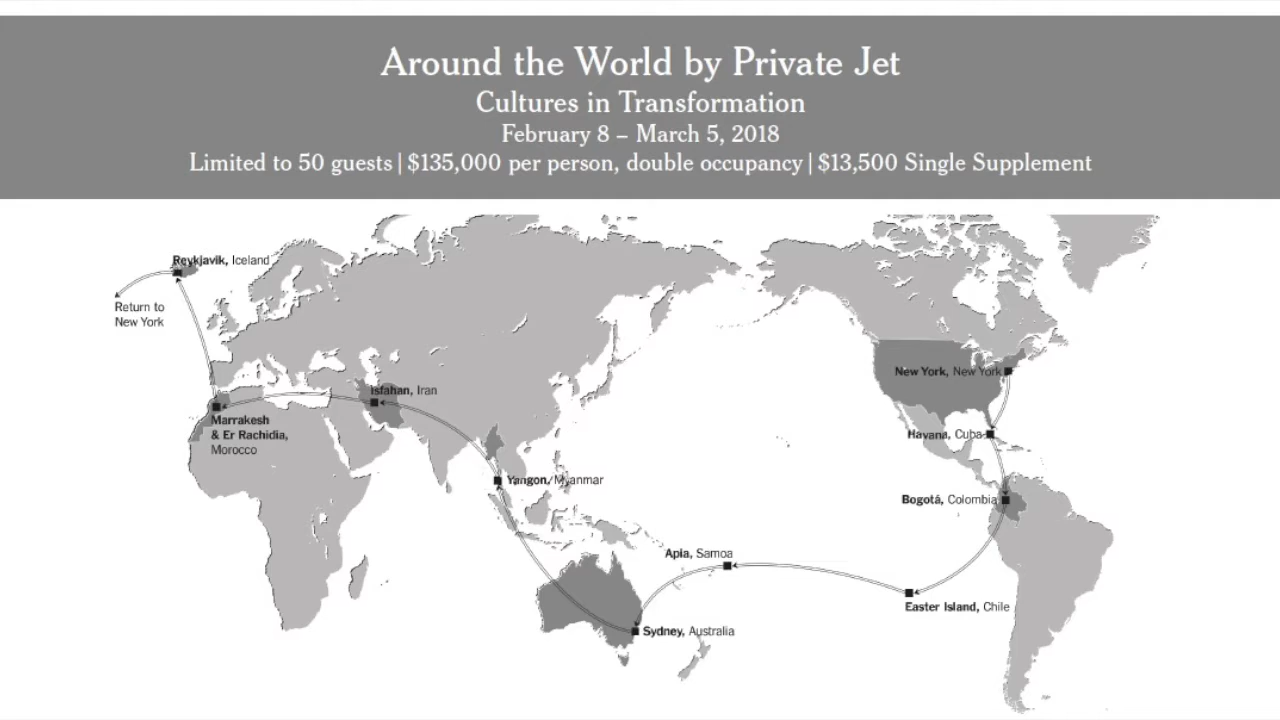 Around the World by Private Jet
Cultures in Transformation
February 8 – March 5, 2018
Limited to 50 guests | $135,000 per person, double occupancy | $13,500 Single Supplement
Reykjavik, Iceland
Return to
New York
New York, New York
Isfahan, Iran
Marrakesh
& Er Rachidia,
Morocco
Havana, Cuba
Yangon, Myanmar
Bogotá, Colombia
Apia, Samoa
Easter Island, Chile
Sydney, Australia